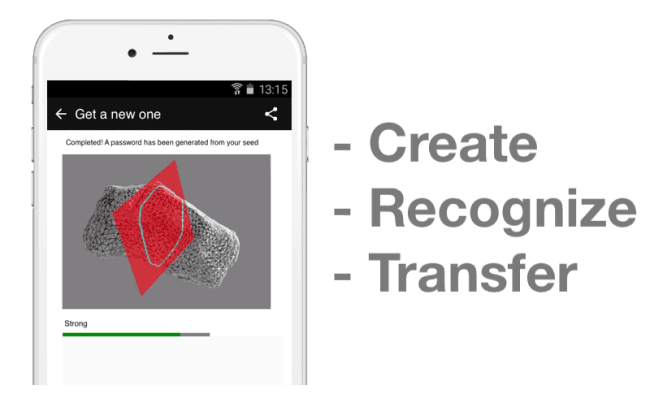 13:15
Get a new one
Completed! A password has been generated from your seed
Strong
- Create
- Recognize
- Transfer